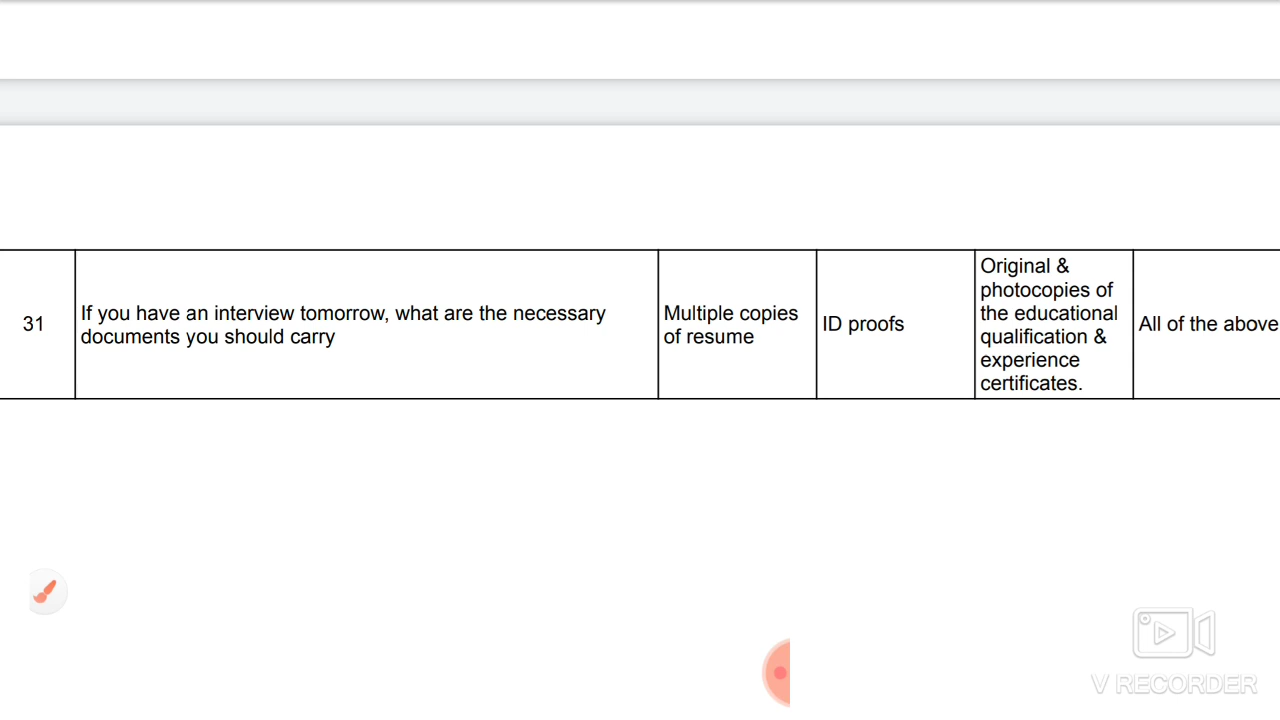 31
If you have an interview tomorrow, what are the necessary
documents you should carry
Multiple copies
of resume
ID proofs
Original &
photocopies of
the educational
qualification &
experience
certificates.
All of the above
V RECORDER